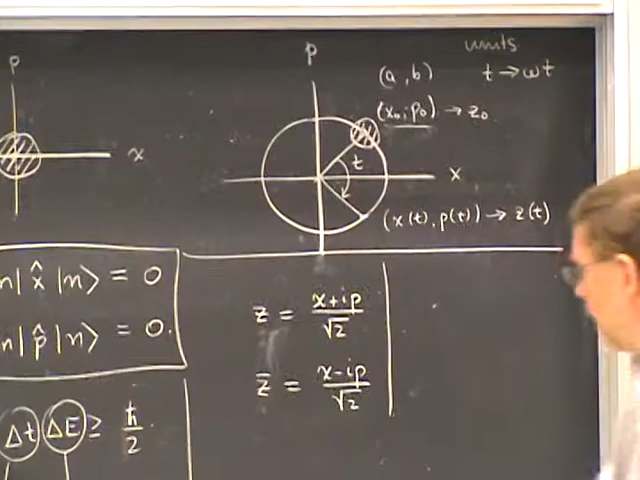 p
x
n| x̂ |n⟩ = 0
n| p̂ |n⟩ = 0.
Δt ΔE ≥ ℏ/2
units
t → ωt
p
(a, b)
(x₀, p₀) → z₀
t
x
(x(t), p(t)) → z(t)
z = x+ip/√2
z̄ = x-ip/√2